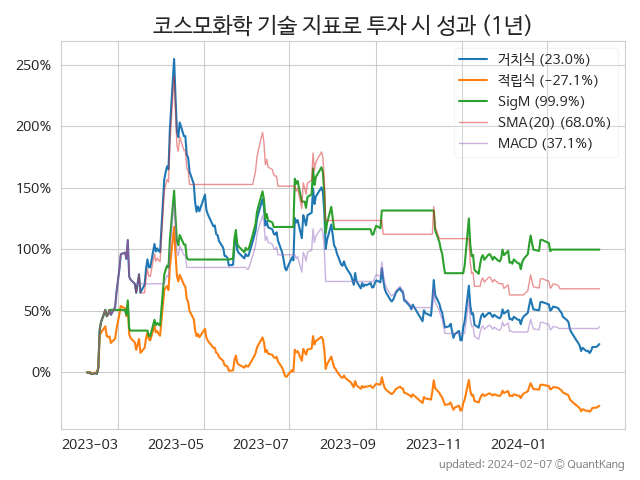 코스모화학 기술 지표로 투자 시 성과 (1년)
거치식 (23.0%)
적립식 (−27.1%)
SigM (99.9%)
SMA(20) (68.0%)
MACD (37.1%)
250%
200%
150%
100%
50%
0%
2023-03 2023-05 2023-07 2023-09 2023-11 2024-01
updated: 2024-02-07 © QuantKang